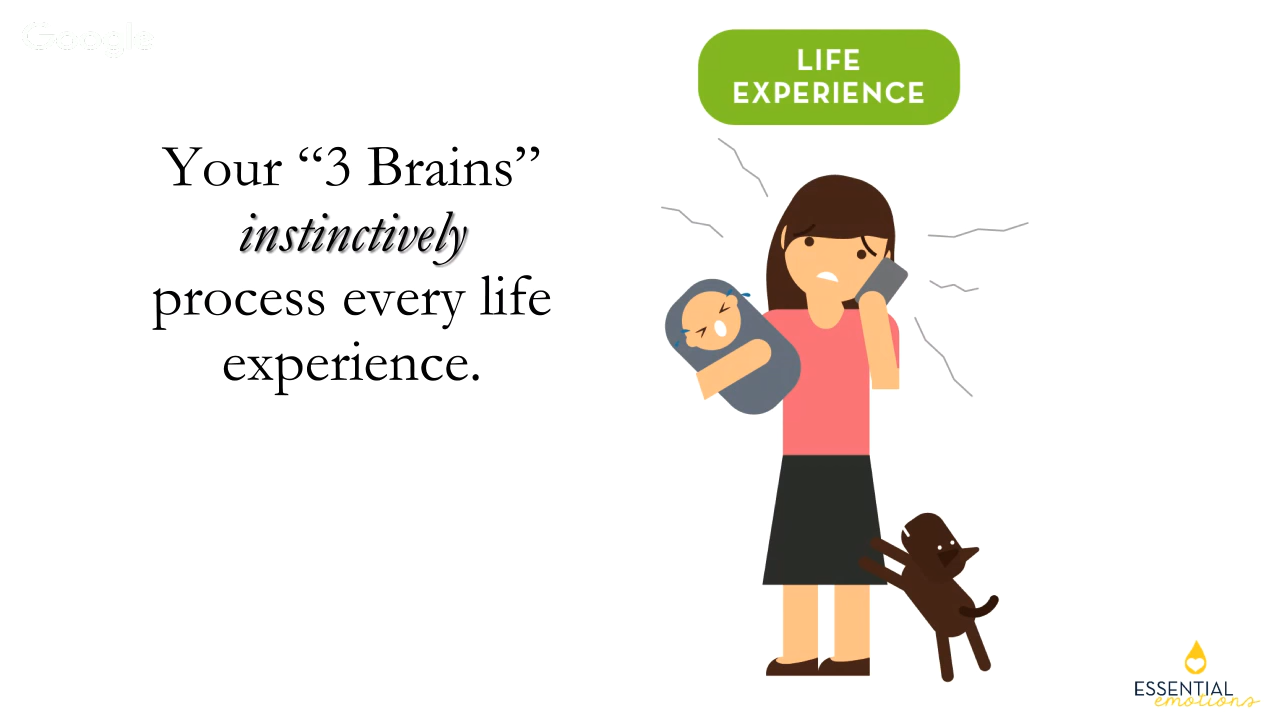 Google
LIFE
EXPERIENCE
Your “3 Brains”
instinctively
process every life
experience.
ESSENTIAL
emotions